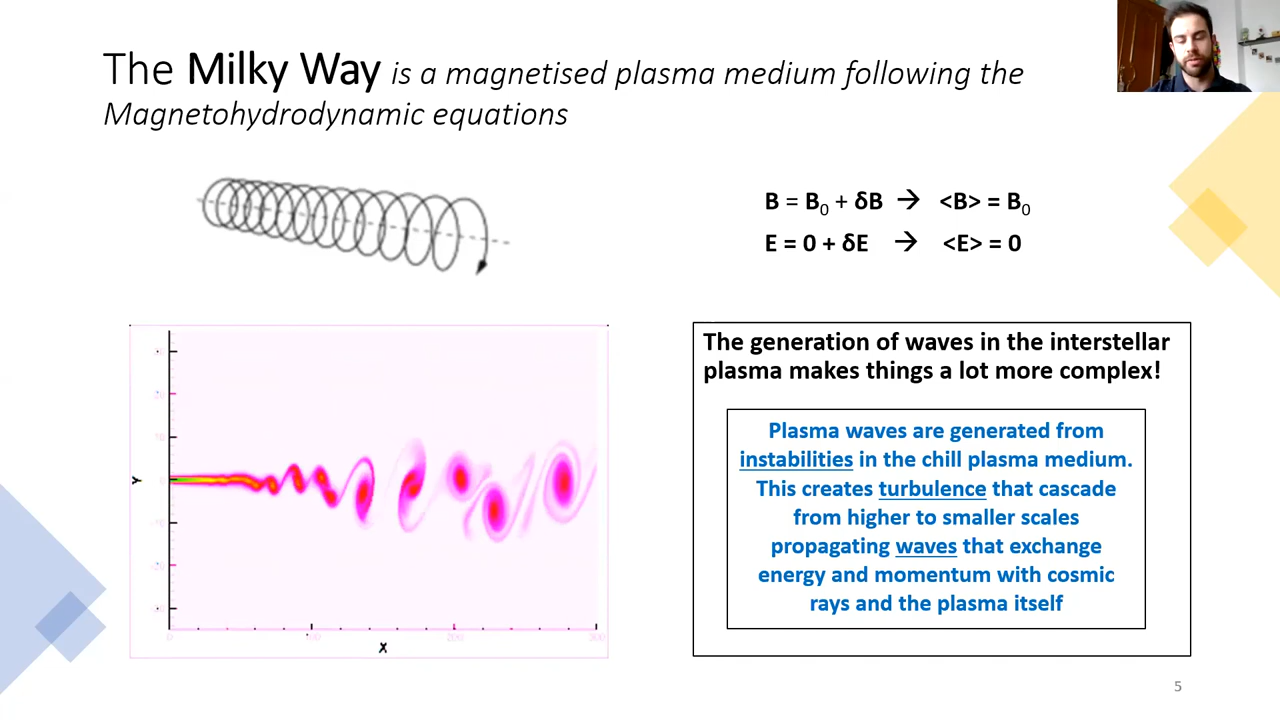 The Milky Way is a magnetised plasma medium following the
Magnetohydrodynamic equations
B = B₀ + δB → <B> = B₀
E = 0 + δE → <E> = 0
The generation of waves in the interstellar
plasma makes things a lot more complex!
Plasma waves are generated from
instabilities in the chill plasma medium.
This creates turbulence that cascade
from higher to smaller scales
propagating waves that exchange
energy and momentum with cosmic
rays and the plasma itself
Y
X
5